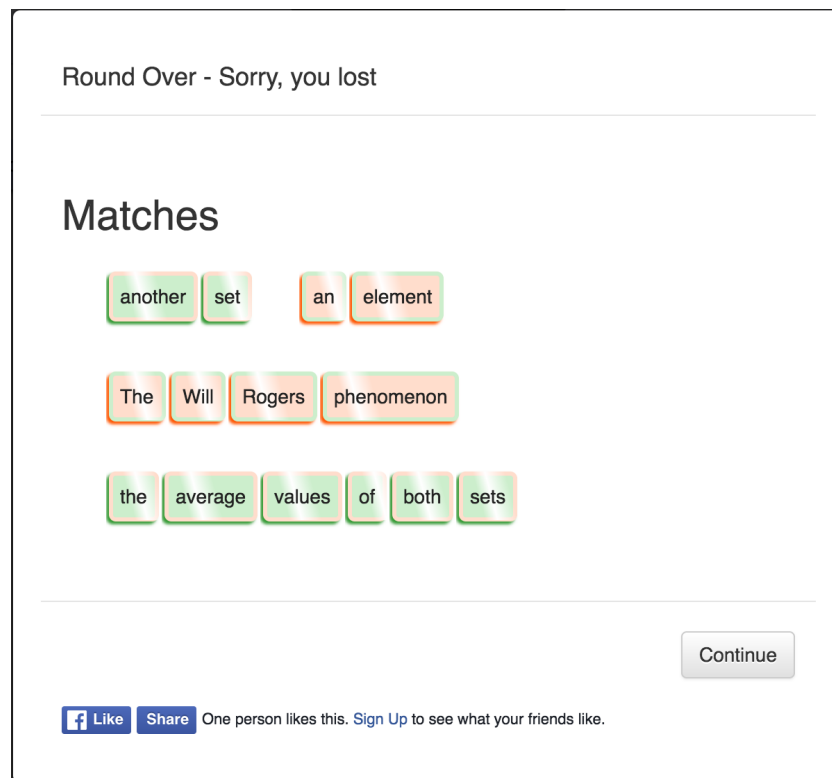 Round Over - Sorry, you lost
Matches
another set an element
The Will Rogers phenomenon
the average values of both sets
Continue
f Like Share One person likes this. Sign Up to see what your friends like.